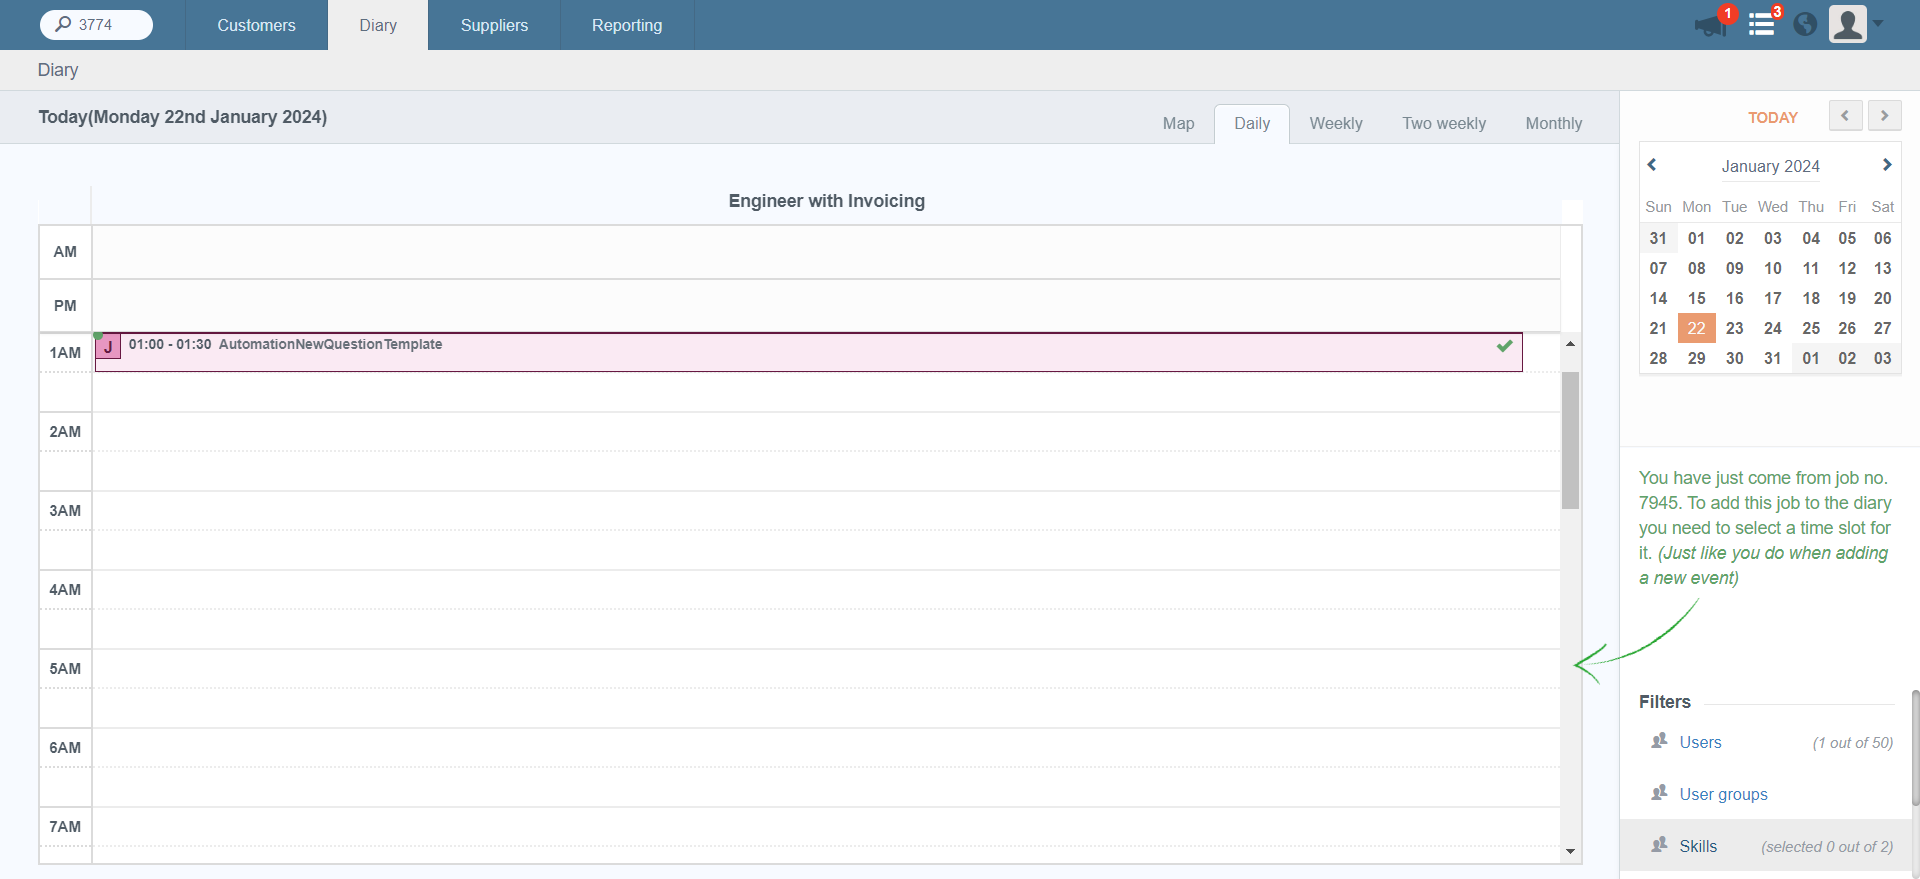 3774
Customers
Diary
Suppliers
Reporting
1
3
Diary
Today(Monday 22nd January 2024)
Map
Daily
Weekly
Two weekly
Monthly
TODAY
January 2024
Sun Mon Tue Wed Thu Fri Sat
31 01 02 03 04 05 06
07 08 09 10 11 12 13
14 15 16 17 18 19 20
21 22 23 24 25 26 27
28 29 30 31 01 02 03
Engineer with Invoicing
AM
PM
1AM
J 01:00 - 01:30 AutomationNewQuestionTemplate
2AM
3AM
4AM
5AM
6AM
7AM
You have just come from job no.
7945. To add this job to the diary
you need to select a time slot for
it. (Just like you do when adding
a new event)
Filters
Users (1 out of 50)
User groups
Skills (selected 0 out of 2)